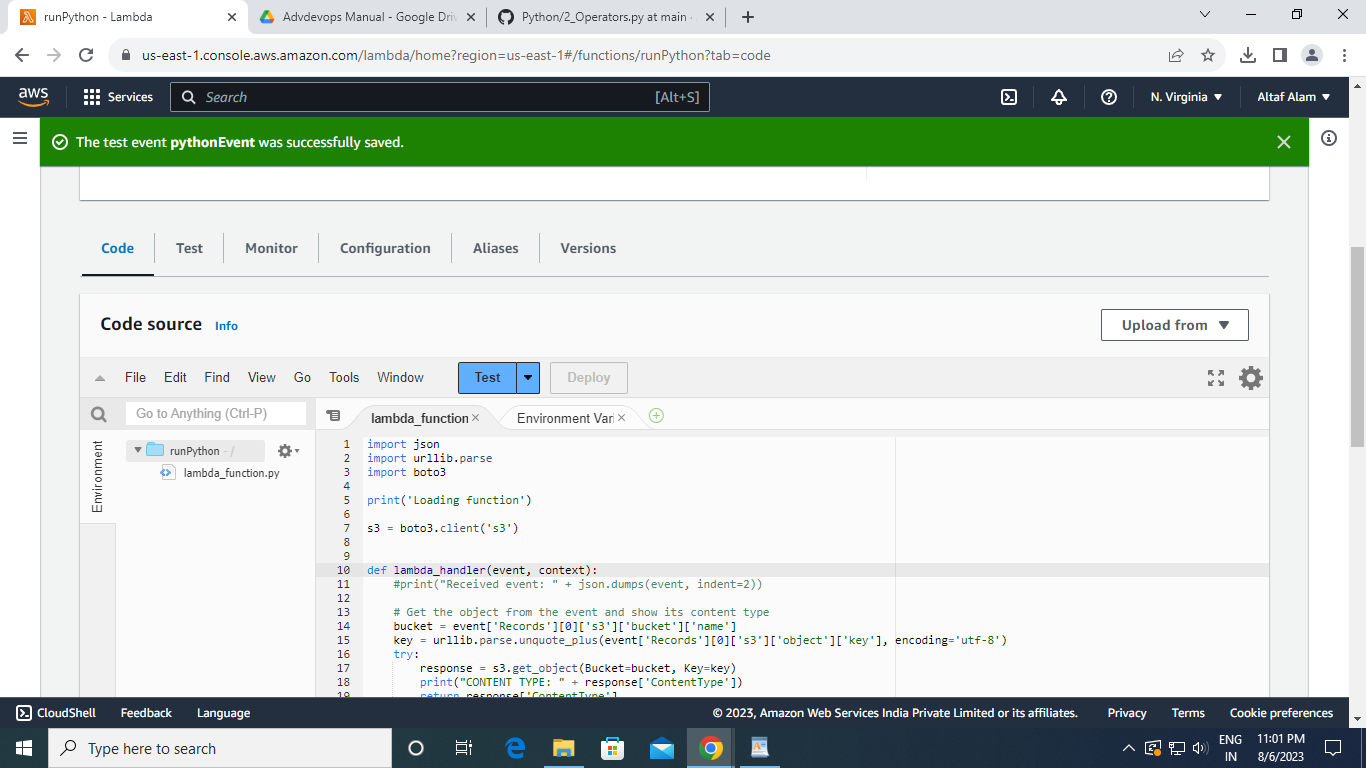 runPython - Lambda
Advdevops Manual - Google Dri
Python/2_Operators.py at main ·
us-east-1.console.aws.amazon.com/lambda/home?region=us-east-1#/functions/runPython?tab=code
aws
Services
Search
[Alt+S]
N. Virginia
Altaf Alam
The test event pythonEvent was successfully saved.
Code
Test
Monitor
Configuration
Aliases
Versions
Code source Info
Upload from
File Edit Find View Go Tools Window
Test
Deploy
Go to Anything (Ctrl-P)
lambda_function
Environment Vari
Environment
runPython - /
lambda_function.py
1 import json
2 import urllib.parse
3 import boto3
4
5 print('Loading function')
6
7 s3 = boto3.client('s3')
8
9
10 def lambda_handler(event, context):
11 #print("Received event: " + json.dumps(event, indent=2))
12
13 # Get the object from the event and show its content type
14 bucket = event['Records'][0]['s3']['bucket']['name']
15 key = urllib.parse.unquote_plus(event['Records'][0]['s3']['object']['key'], encoding='utf-8')
16 try:
17 response = s3.get_object(Bucket=bucket, Key=key)
18 print("CONTENT TYPE: " + response['ContentType'])
19 return response['ContentType']
CloudShell
Feedback
Language
© 2023, Amazon Web Services India Private Limited or its affiliates.
Privacy
Terms
Cookie preferences
Type here to search
ENG
IN
11:01 PM
8/6/2023